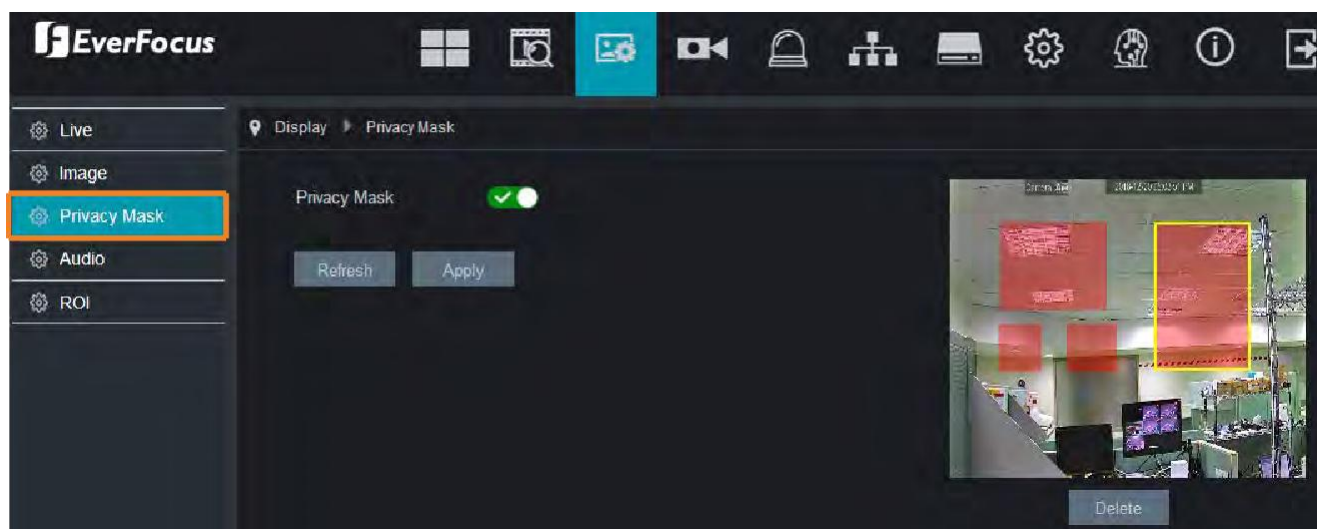 EverFocus
Live
Display Privacy Mask
Image
Privacy Mask
Privacy Mask
Audio
Refresh Apply
ROI
Delete